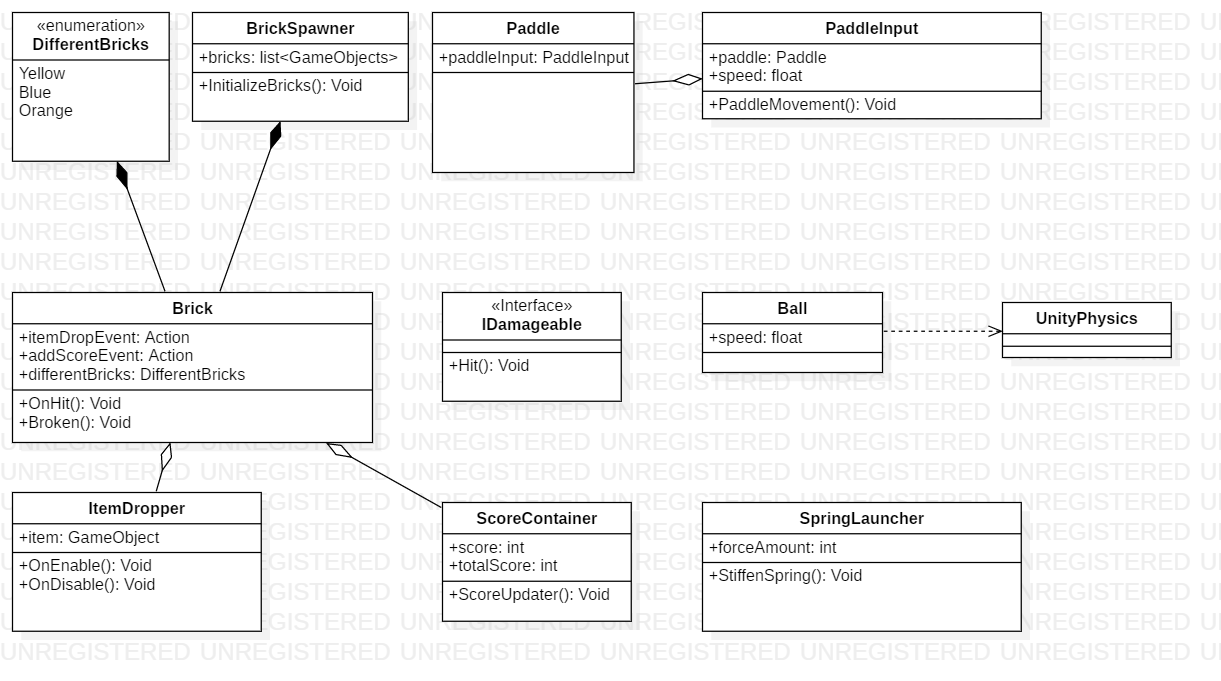 «enumeration»
DifferentBricks
Yellow
Blue
Orange
BrickSpawner
+bricks: list<GameObjects>
+InitializeBricks(): Void
Paddle
+paddleInput: PaddleInput
PaddleInput
+paddle: Paddle
+speed: float
+PaddleMovement(): Void
Brick
+itemDropEvent: Action
+addScoreEvent: Action
+differentBricks: DifferentBricks
+OnHit(): Void
+Broken(): Void
«Interface»
IDamageable
+Hit(): Void
Ball
+speed: float
UnityPhysics
ItemDropper
+item: GameObject
+OnEnable(): Void
+OnDisable(): Void
ScoreContainer
+score: int
+totalScore: int
+ScoreUpdater(): Void
SpringLauncher
+forceAmount: int
+StiffenSpring(): Void
UNREGISTERED UNREGISTERED UNREGISTERED UNREGISTERED UNREGISTERED UNREGISTERED UN